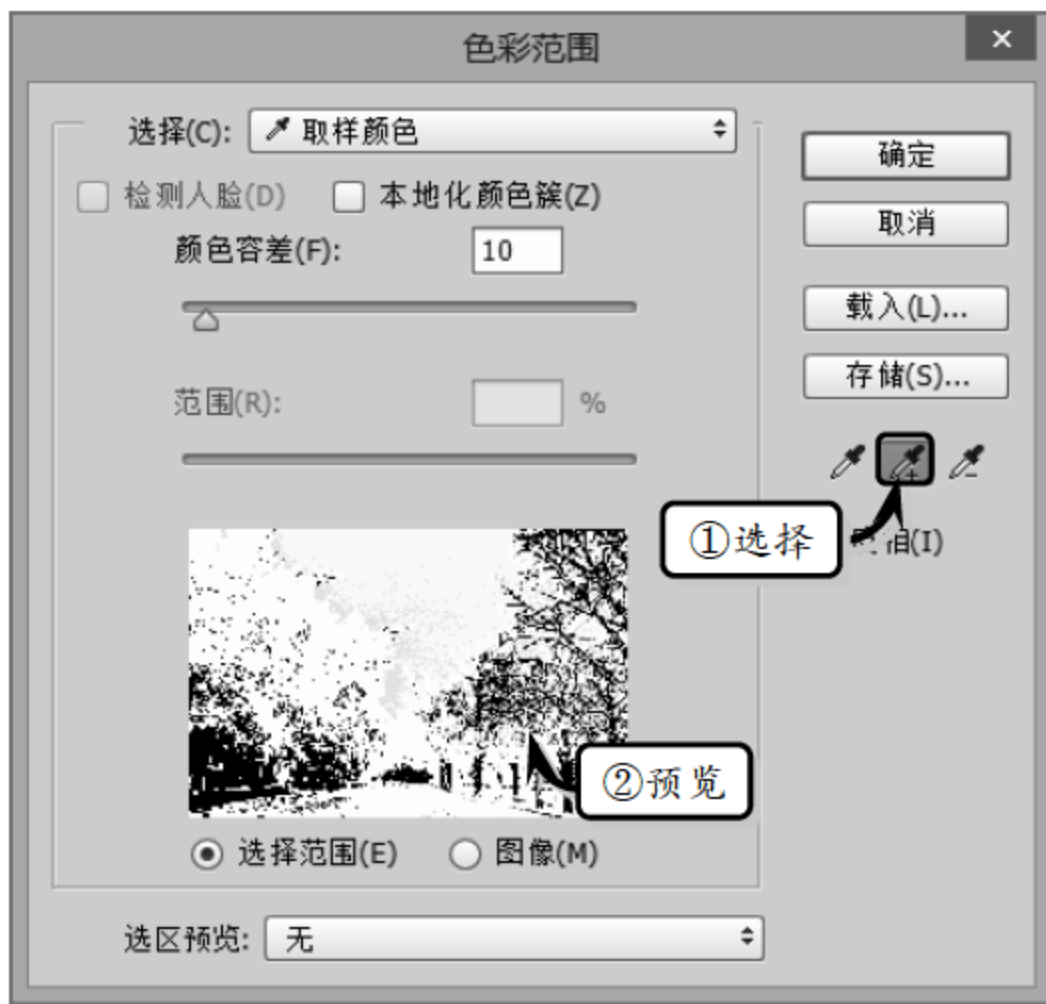 色彩范围
选择(C): 取样颜色
检测人脸(D) 本地化颜色簇(Z)
颜色容差(F): 10
范围(R): %
选择范围(E) 图像(M)
选区预览: 无
确定
取消
载入(L)...
存储(S)...
①选择
相(I)
②预览